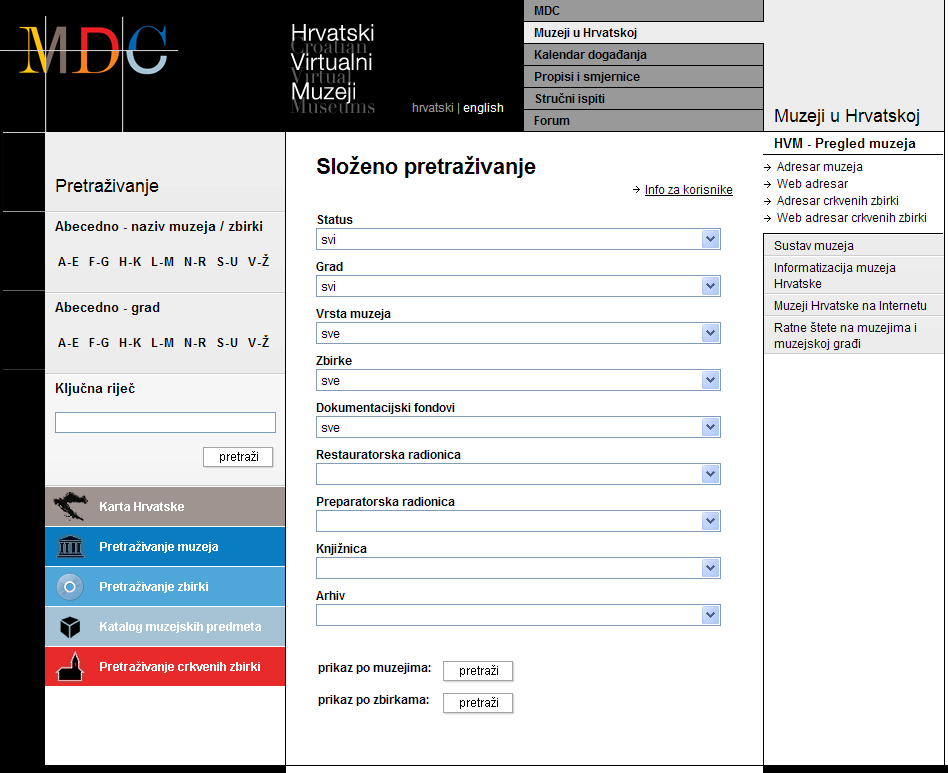 MDC
Hrvatski
Croatian
Virtualni
Virtual
Muzeji
Museums
hrvatski | english
MDC
Muzeji u Hrvatskoj
Kalendar događanja
Propisi i smjernice
Stručni ispiti
Forum
Muzeji u Hrvatskoj
Pretraživanje
Abecedno - naziv muzeja / zbirki
A-E F-G H-K L-M N-R S-U V-Ž
Abecedno - grad
A-E F-G H-K L-M N-R S-U V-Ž
Ključna riječ
pretraži
Karta Hrvatske
Pretraživanje muzeja
Pretraživanje zbirki
Katalog muzejskih predmeta
Pretraživanje crkvenih zbirki
Složeno pretraživanje
Info za korisnike
Status
svi
Grad
svi
Vrsta muzeja
sve
Zbirke
sve
Dokumentacijski fondovi
sve
Restauratorska radionica
Preparatorska radionica
Knjižnica
Arhiv
prikaz po muzejima: pretraži
prikaz po zbirkama: pretraži
HVM - Pregled muzeja
Adresar muzeja
Web adresar
Adresar crkvenih zbirki
Web adresar crkvenih zbirki
Sustav muzeja
Informatizacija muzeja
Hrvatske
Muzeji Hrvatske na Internetu
Ratne štete na muzejima i
muzejskoj građi